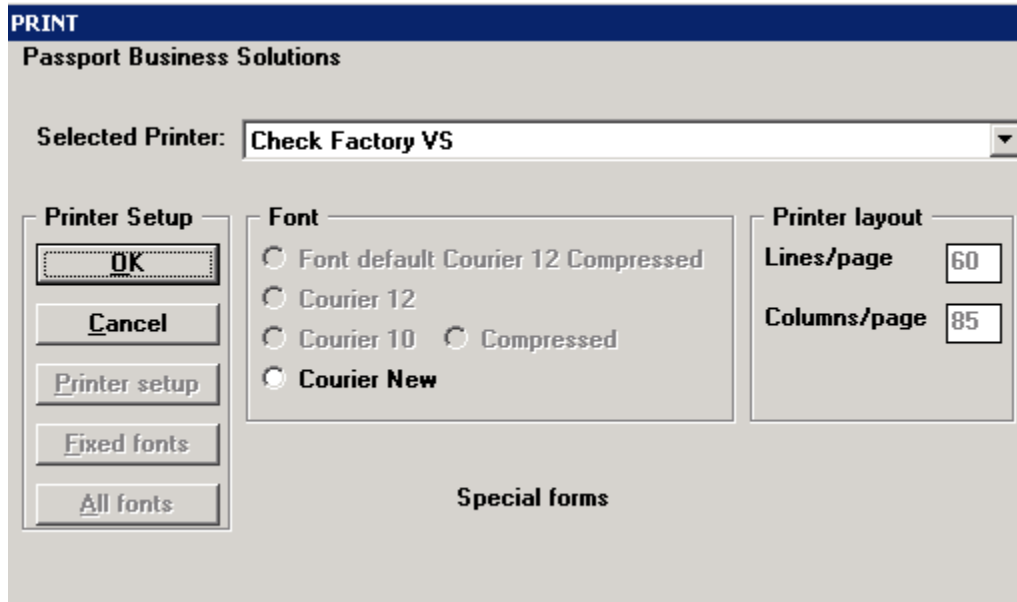 PRINT
Passport Business Solutions
Selected Printer: Check Factory VS
Printer Setup
OK
Cancel
Printer setup
Fixed fonts
All fonts
Font
Font default Courier 12 Compressed
Courier 12
Courier 10 Compressed
Courier New
Printer layout
Lines/page 60
Columns/page 85
Special forms